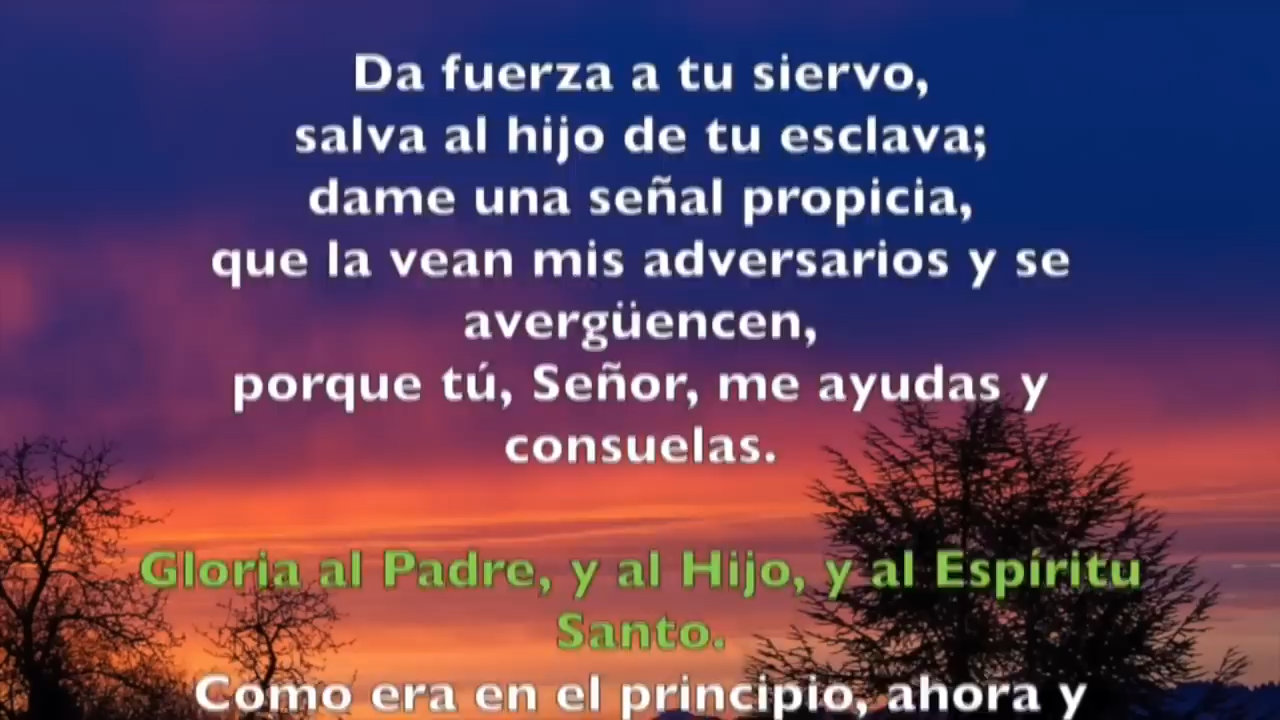 Da fuerza a tu siervo,
salva al hijo de tu esclava;
dame una señal propicia,
que la vean mis adversarios y se
avergüencen,
porque tú, Señor, me ayudas y
consuelas.
Gloria al Padre, y al Hijo, y al Espíritu
Santo.
Como era en el principio, ahora y